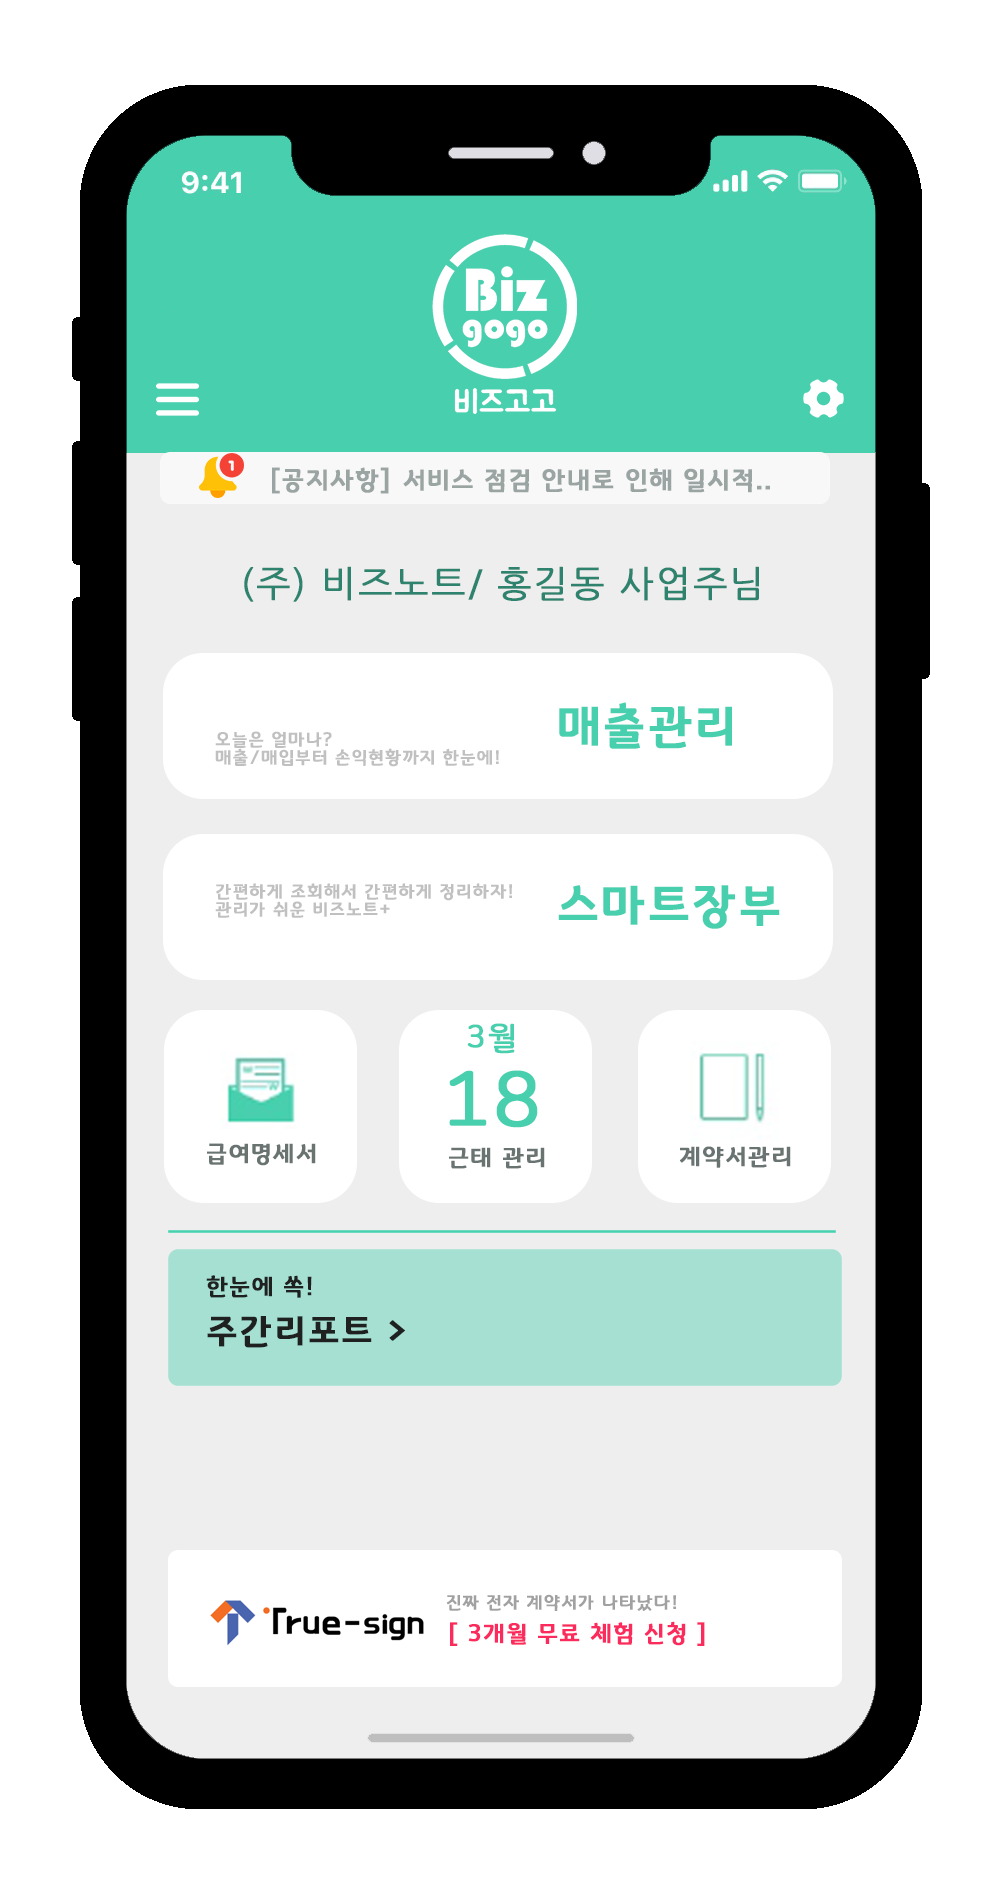 9:41
Biz
gogo
비즈고고
1
[공지사항] 서비스 점검 안내로 인해 일시적..
(주) 비즈노트/ 홍길동 사업주님
오늘은 얼마나?
매출/매입부터 손익현황까지 한눈에!
매출관리
간편하게 조회해서 간편하게 정리하자!
관리가 쉬운 비즈노트+
스마트장부
급여명세서
3월
18
근태 관리
계약서관리
한눈에 쏙!
주간리포트 >
True-sign
진짜 전자 계약서가 나타났다!
[ 3개월 무료 체험 신청 ]